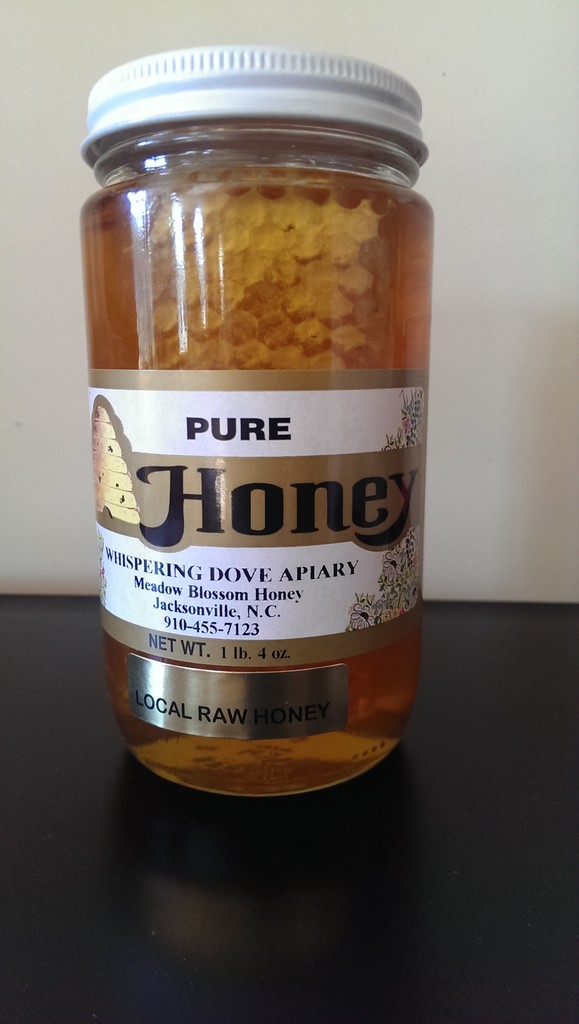 PURE
Honey
WHISPERING DOVE APIARY
Meadow Blossom Honey
Jacksonville, N.C.
910-455-7123
NET WT. 1 lb. 4 oz.
LOCAL RAW HONEY